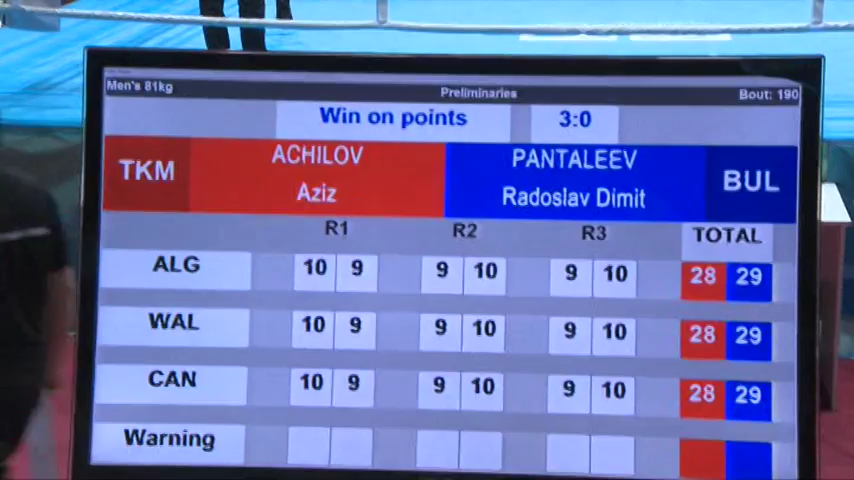 Men's 81kg Preliminaries Bout: 190
Win on points 3:0
TKM ACHILOV Aziz PANTALEEV Radoslav Dimit BUL
R1 R2 R3 TOTAL
ALG 10 9 9 10 9 10 28 29
WAL 10 9 9 10 9 10 28 29
CAN 10 9 9 10 9 10 28 29
Warning